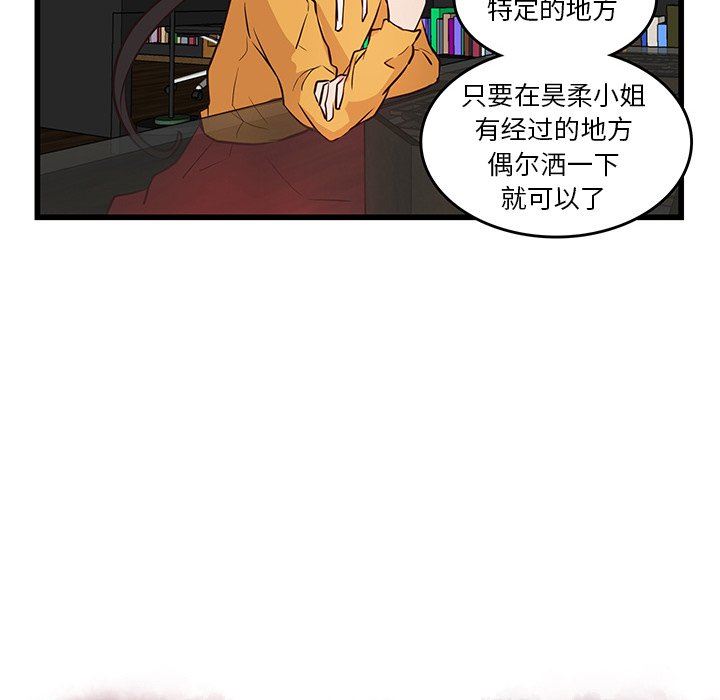 特定的地方
只要在昊柔小姐
有经过的地方
偶尔洒一下
就可以了